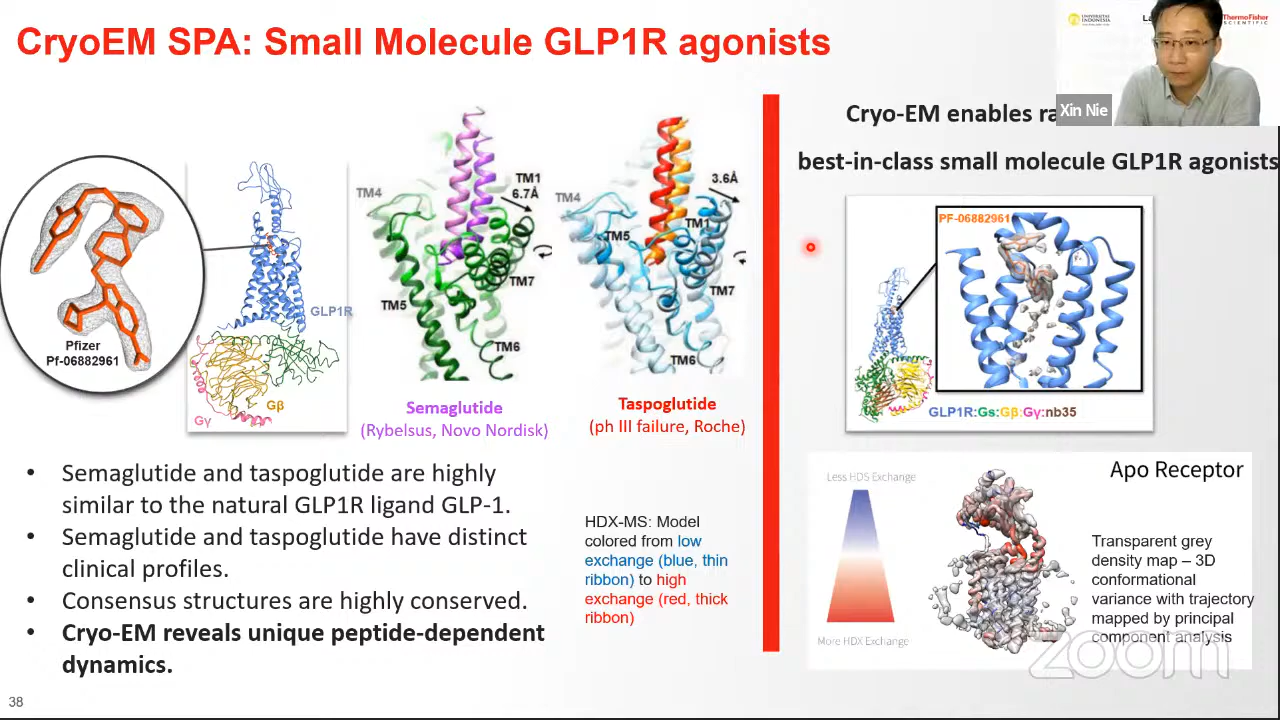 CryoEM SPA: Small Molecule GLP1R agonists
UNIVERSITAS
INDONESIA
ThermoFisher
SCIENTIFIC
Xin Nie
Pfizer
Pf-06882961
GLP1R
Gβ
Gγ
TM4
TM1
6.7Å
TM7
TM5
TM6
Semaglutide
(Rybelsus, Novo Nordisk)
TM4
3.6Å
TM5
TM1
TM7
TM6
Taspoglutide
(ph III failure, Roche)
Semaglutide and taspoglutide are highly
similar to the natural GLP1R ligand GLP-1.
Semaglutide and taspoglutide have distinct
clinical profiles.
Consensus structures are highly conserved.
Cryo-EM reveals unique peptide-dependent
dynamics.
HDX-MS: Model
colored from low
exchange (blue, thin
ribbon) to high
exchange (red, thick
ribbon)
Cryo-EM enables
best-in-class small molecule GLP1R agonists
PF-06882961
GLP1R:Gs:Gβ:Gγ:nb35
Less HDS Exchange
More HDX Exchange
Apo Receptor
Transparent grey
density map – 3D
conformational
variance with trajectory
mapped by principal
component analysis
zoom
38